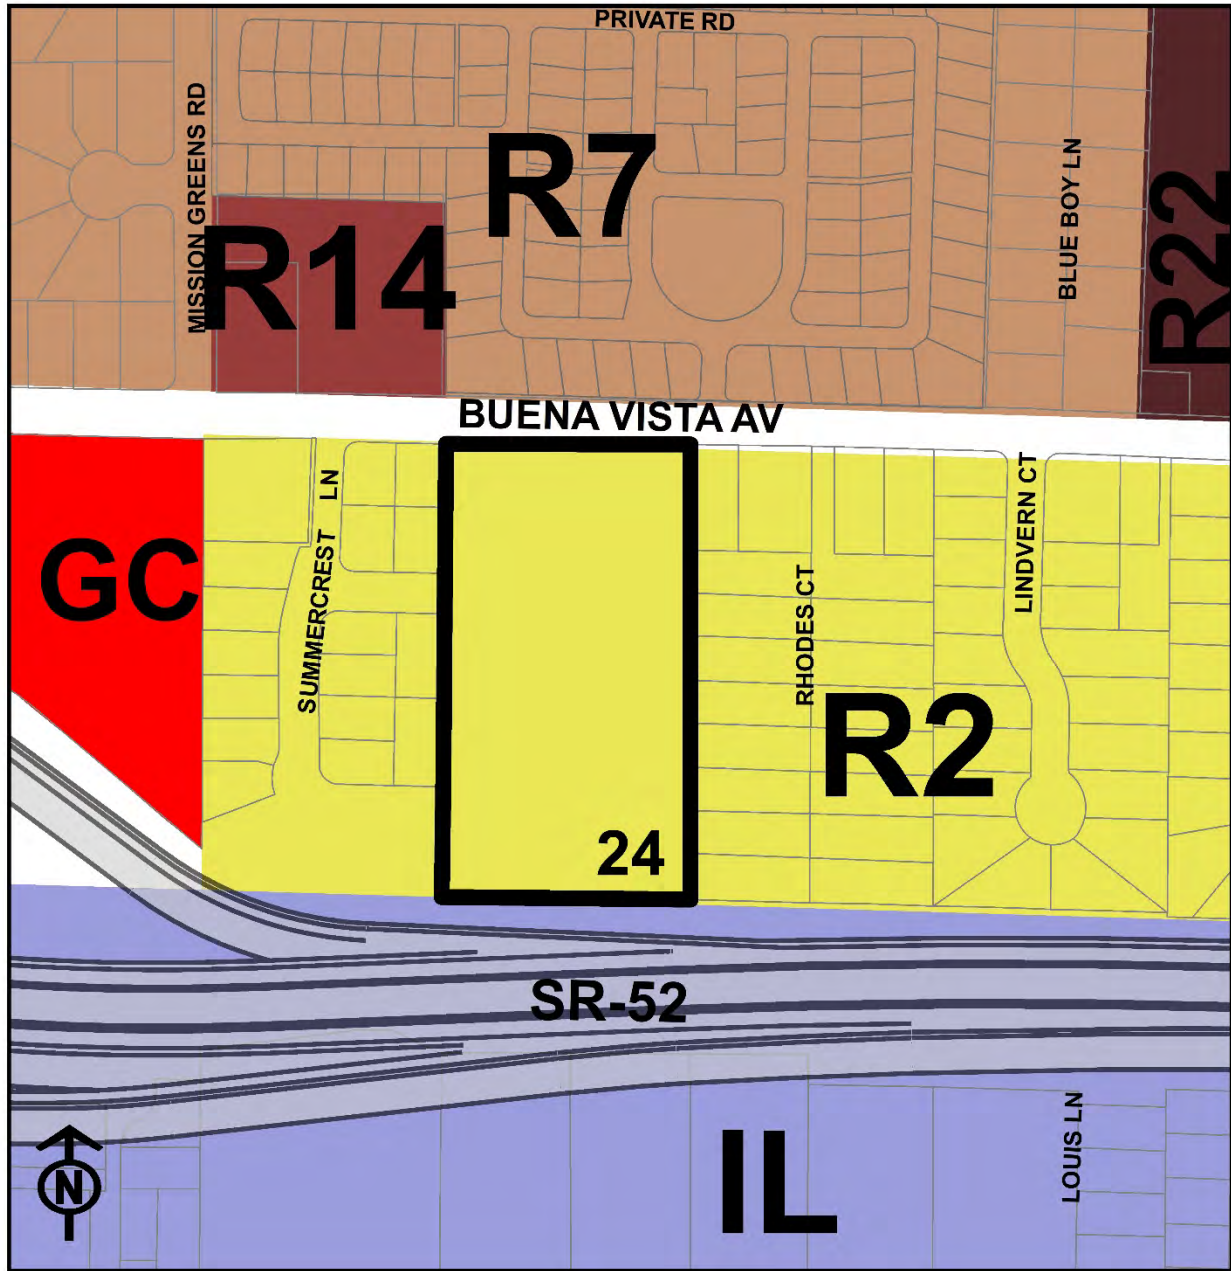 PRIVATE RD
MISSION GREENS RD
R7
BLUE BOY LN
R22
R14
BUENA VISTA AV
GC
SUMMERCREST LN
LINDVERN CT
RHODES CT
R2
24
SR-52
N
IL
LOUIS LN